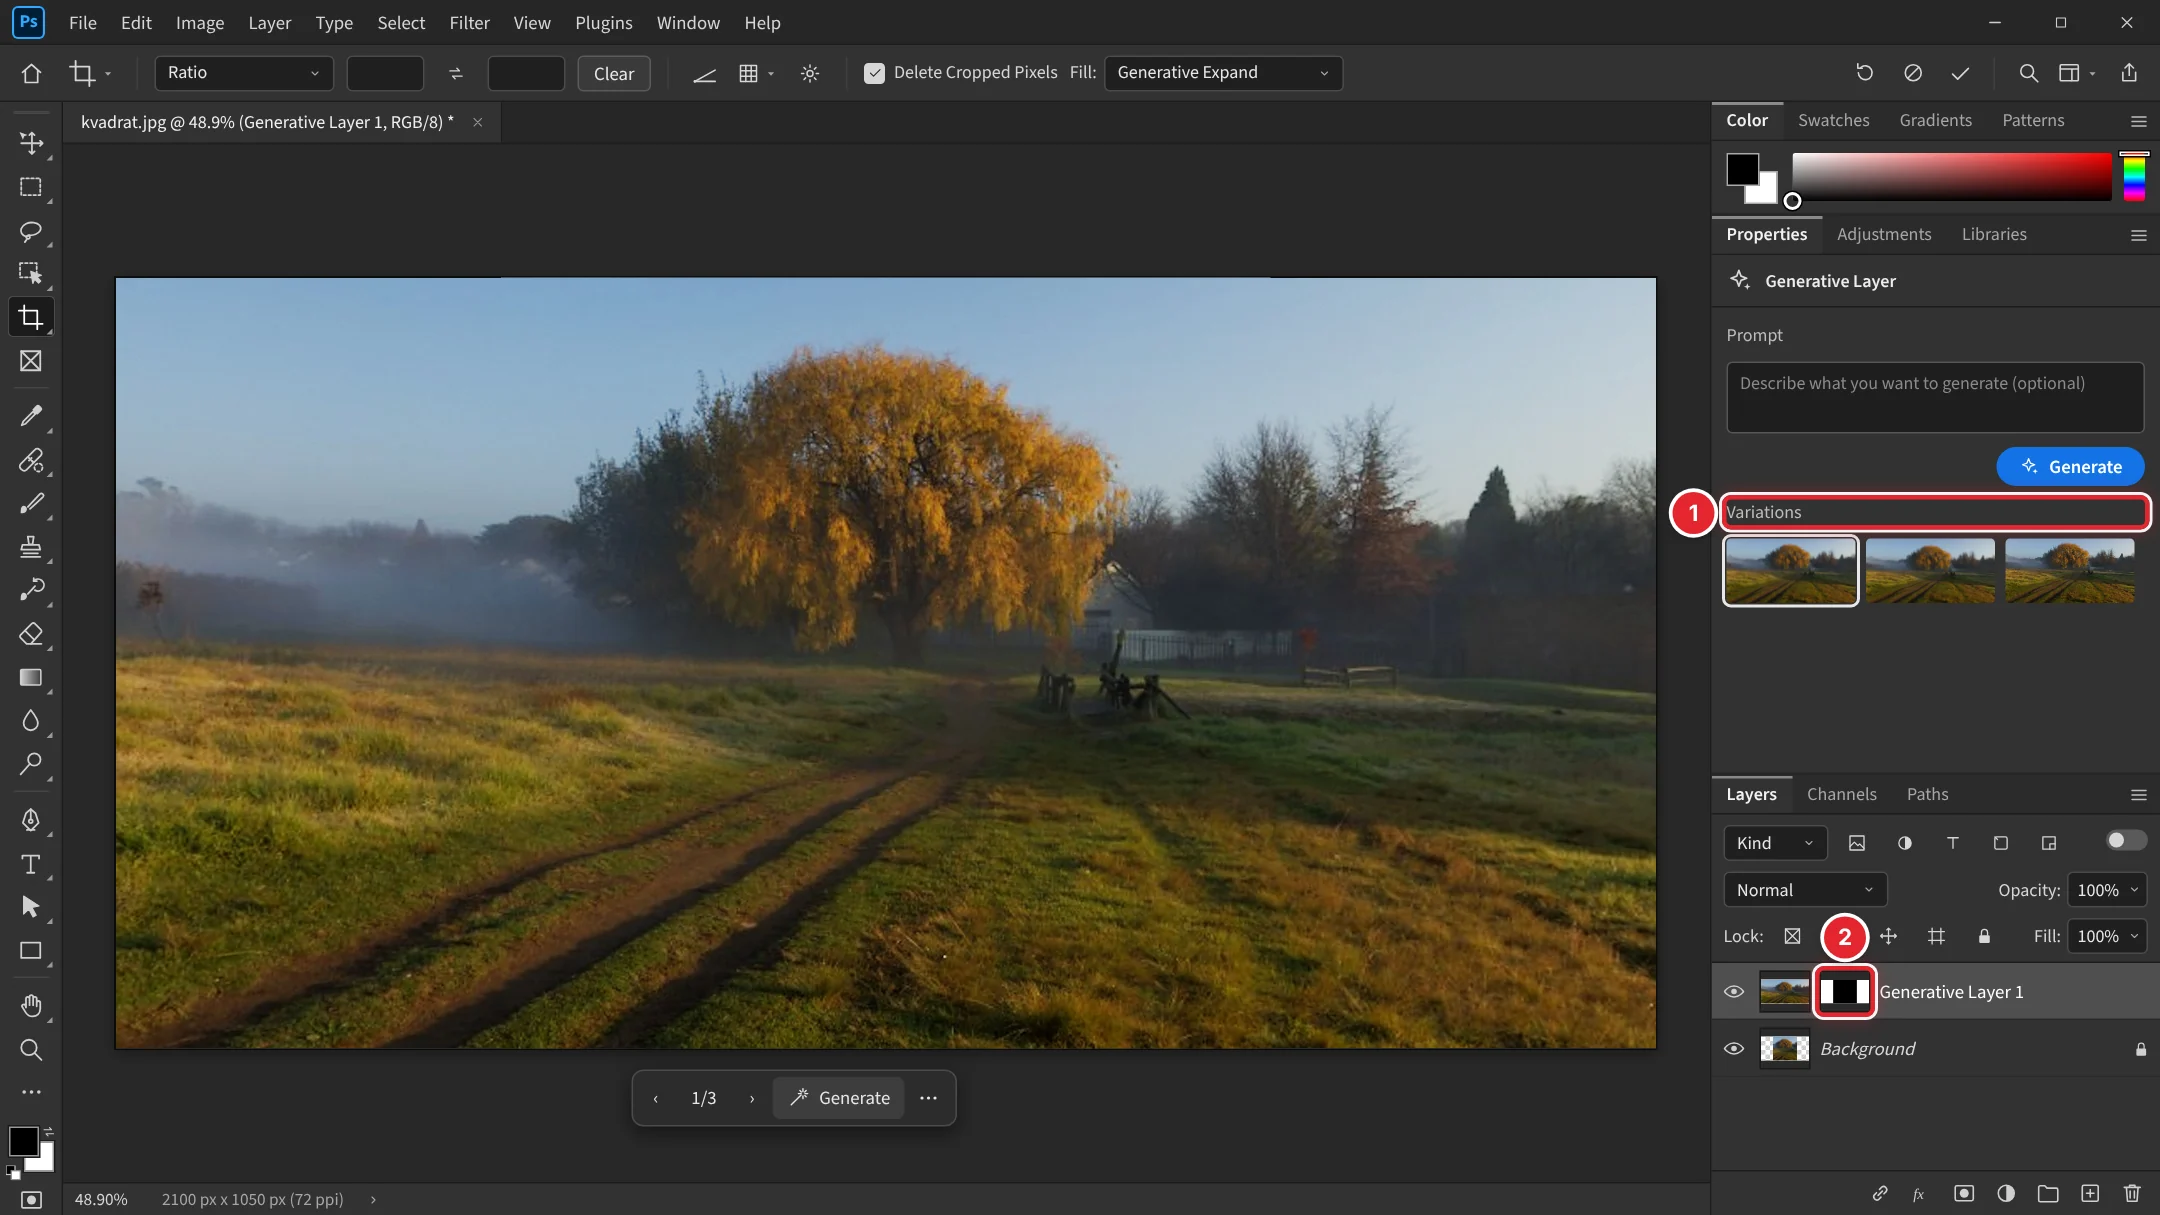 Ps File Edit Image Layer Type Select Filter View Plugins Window Help
Ratio Clear Delete Cropped Pixels Fill: Generative Expand
kvadrat.jpg @ 48.9% (Generative Layer 1, RGB/8) *
Color Swatches Gradients Patterns
Properties Adjustments Libraries
Generative Layer
Prompt
Describe what you want to generate (optional)
Generate
1 Variations
Layers Channels Paths
Kind
Normal Opacity: 100%
Lock: 2 Fill: 100%
Generative Layer 1
Background
‹ 1/3 › Generate
48.90% 2100 px x 1050 px (72 ppi)
fx